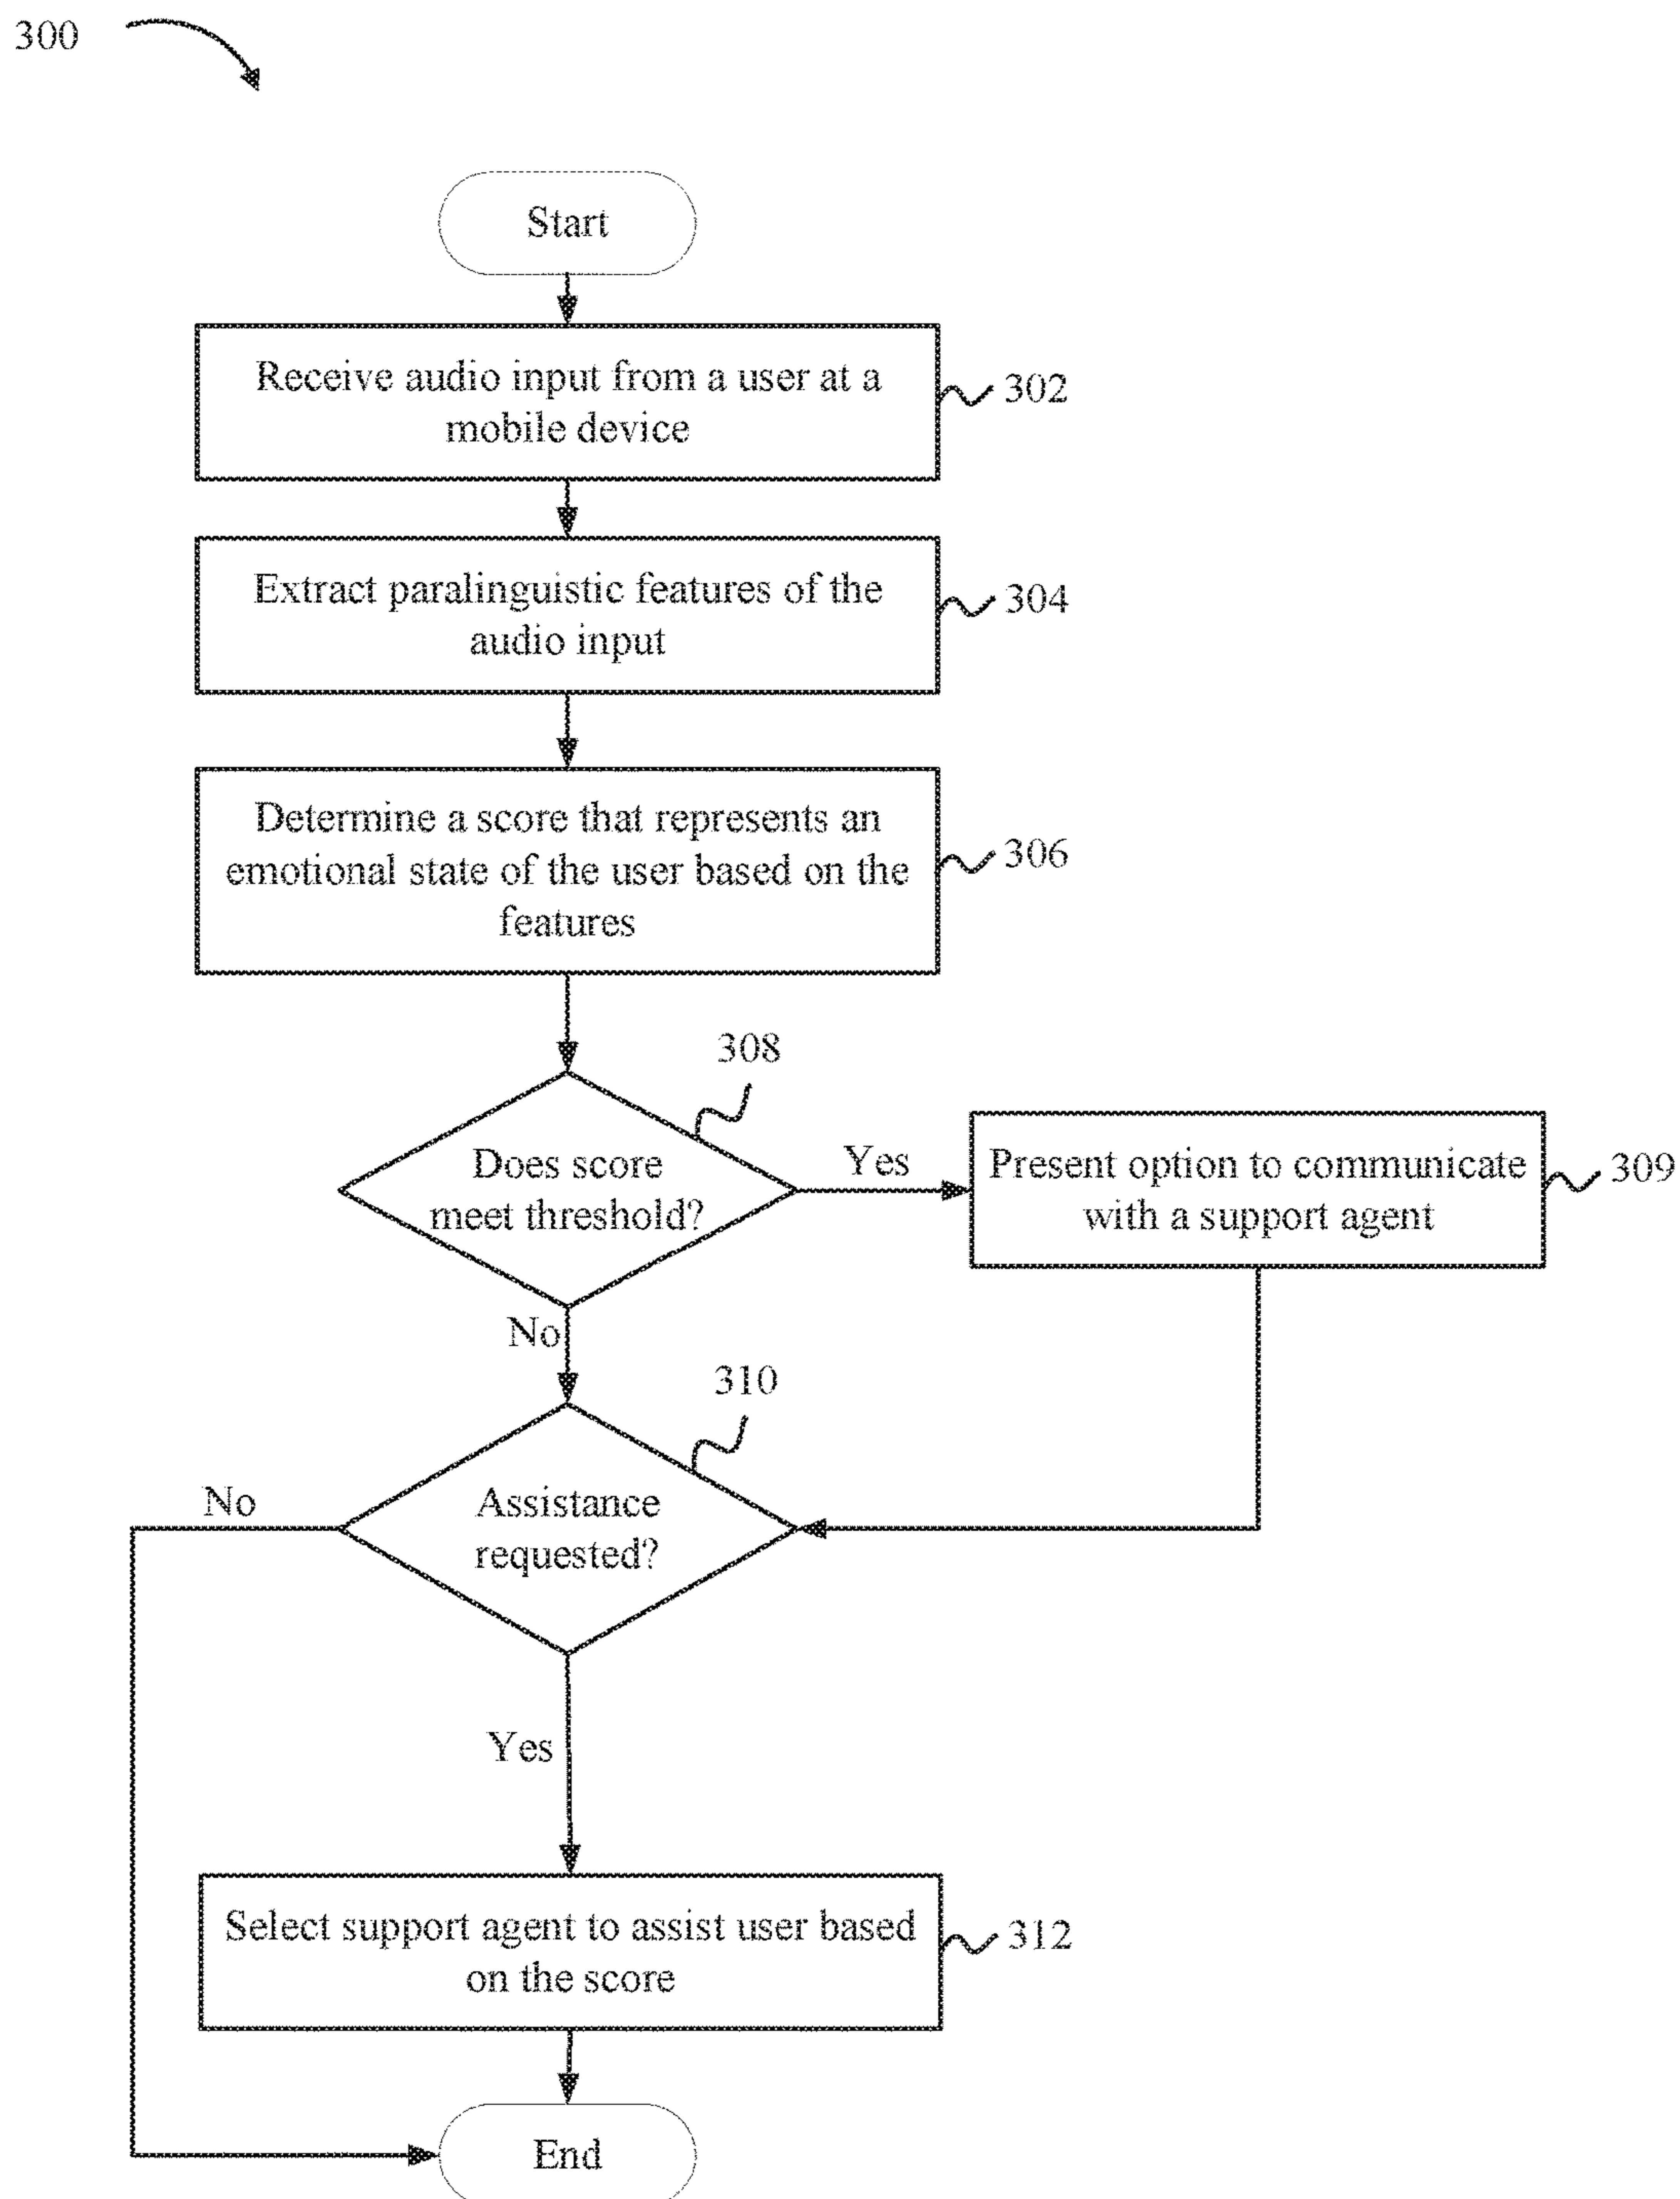 300
Start
Receive audio input from a user at a
mobile device
302
Extract paralinguistic features of the
audio input
304
Determine a score that represents an
emotional state of the user based on the
features
306
308
Does score
meet threshold?
Yes
Present option to communicate
with a support agent
309
No
310
Assistance
requested?
No
Yes
Select support agent to assist user based
on the score
312
End